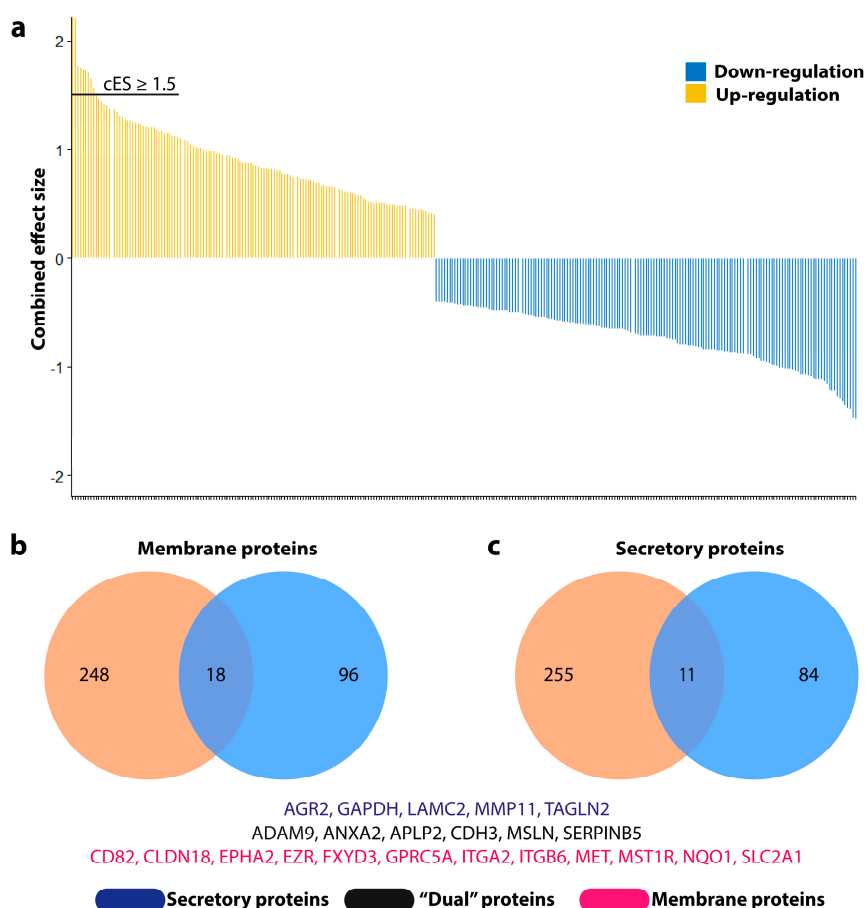 a
2
1
0
-1
-2
Combined effect size
cES ≥ 1.5
Down-regulation
Up-regulation
b
Membrane proteins
248
18
96
c
Secretory proteins
255
11
84
AGR2, GAPDH, LAMC2, MMP11, TAGLN2
ADAM9, ANXA2, APLP2, CDH3, MSLN, SERPINB5
CD82, CLDN18, EPHA2, EZR, FXYD3, GPRC5A, ITGA2, ITGB6, MET, MST1R, NQO1, SLC2A1
Secretory proteins
“Dual” proteins
Membrane proteins